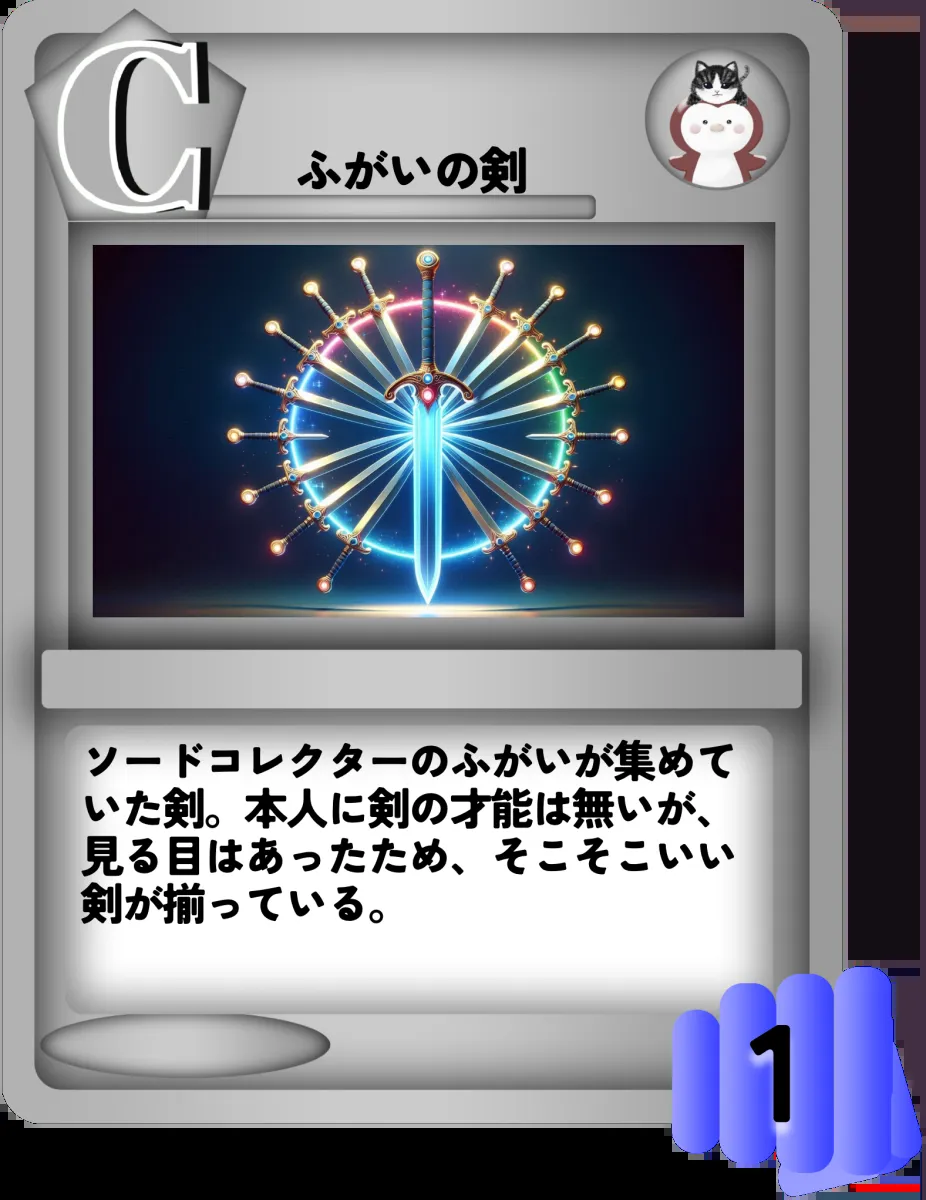 C
ふがいの剣
ソードコレクターのふがいが集めて
いた剣。本人に剣の才能は無いが、
見る目はあったため、そこそこいい
剣が揃っている。
1